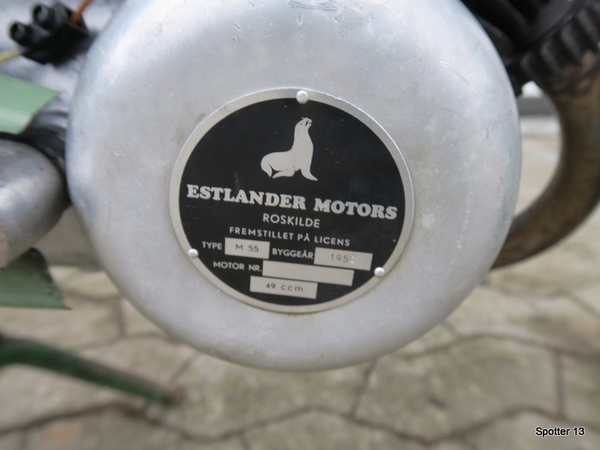 ESTLANDER MOTORS
ROSKILDE
FREMSTILLET PÅ LICENS
TYPE M 55 BYGGEÅR
MOTOR NR.
49 ccm
Spotter 13